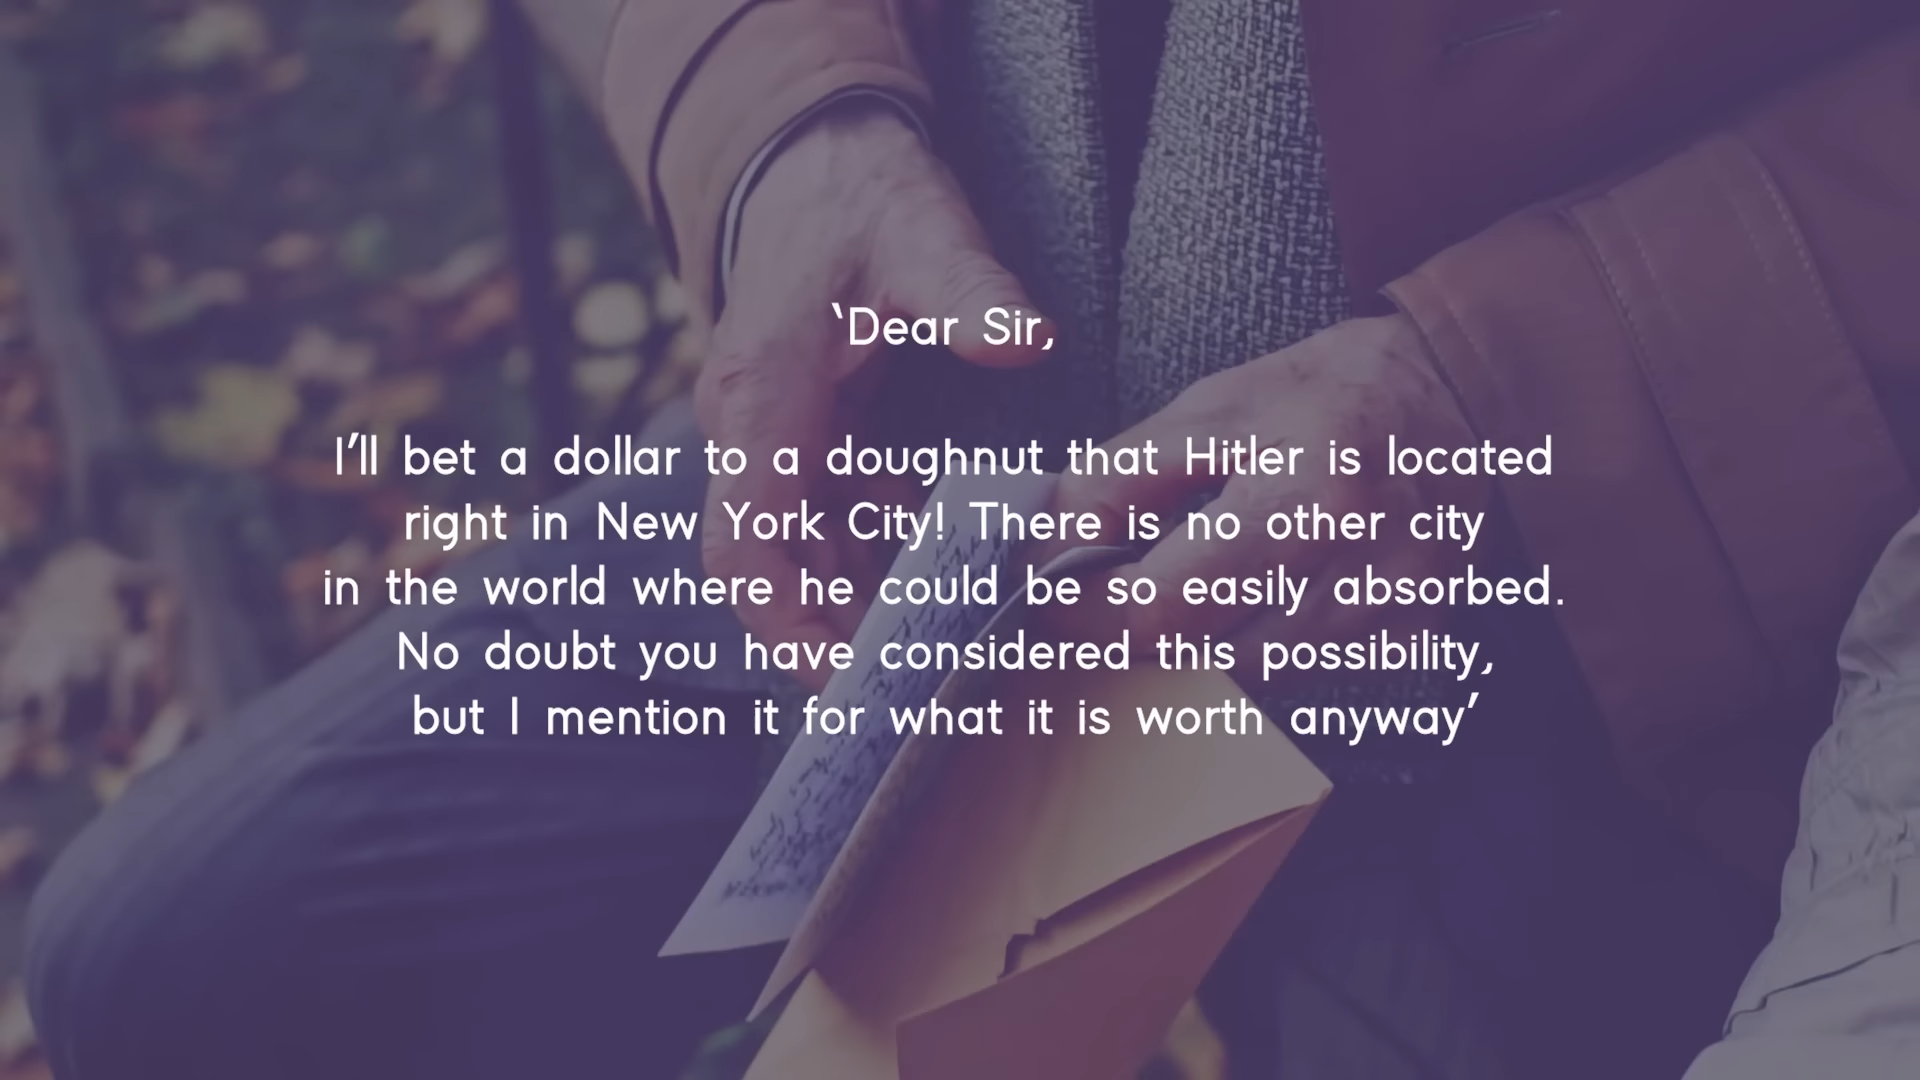 ‘Dear Sir,
I’ll bet a dollar to a doughnut that Hitler is located
right in New York City! There is no other city
in the world where he could be so easily absorbed.
No doubt you have considered this possibility,
but I mention it for what it is worth anyway’